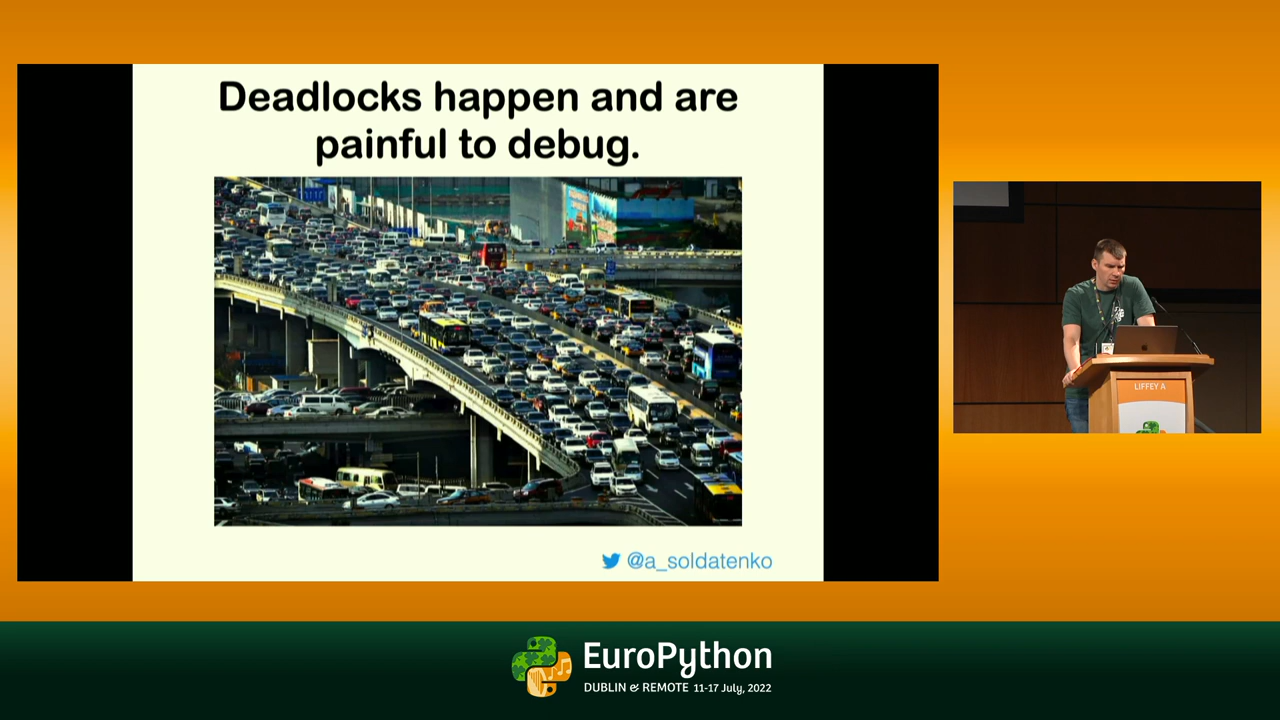 Deadlocks happen and are
painful to debug.
@a_soldatenko
LIFFEY A
EuroPython
DUBLIN & REMOTE 11-17 July, 2022